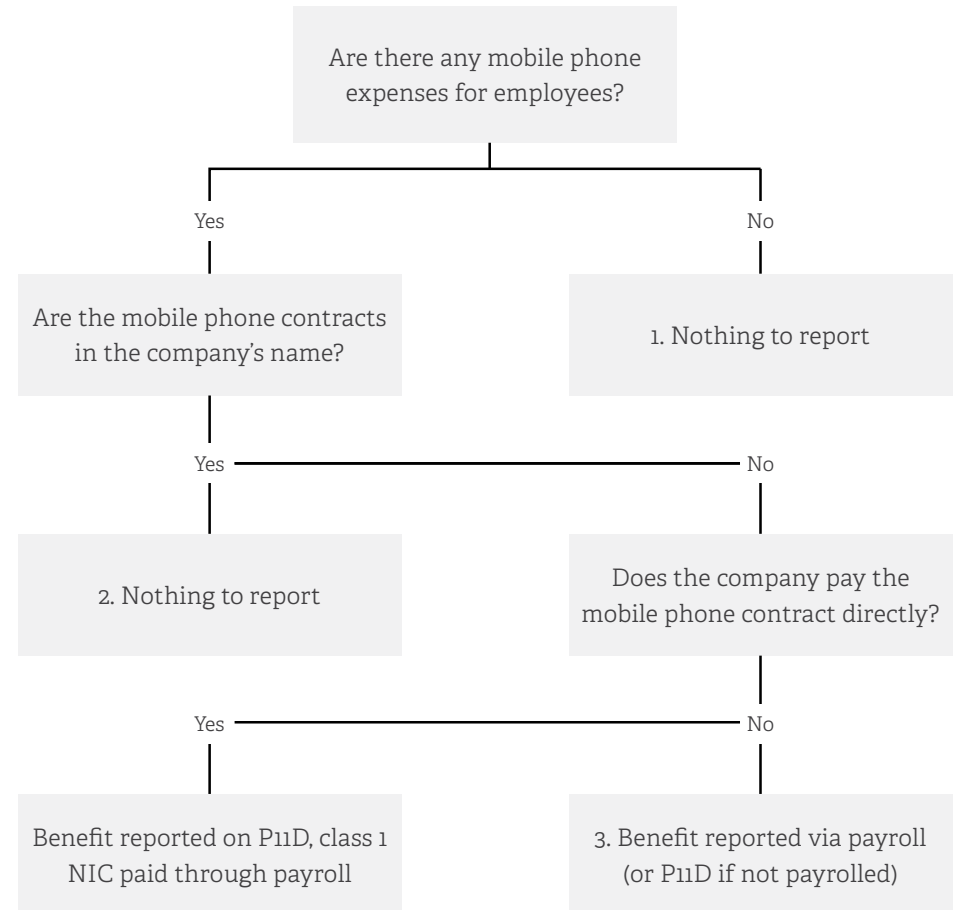 Are there any mobile phone
expenses for employees?
Yes
No
Are the mobile phone contracts
in the company’s name?
1. Nothing to report
Yes
No
2. Nothing to report
Does the company pay the
mobile phone contract directly?
Yes
No
Benefit reported on P11D, class 1
NIC paid through payroll
3. Benefit reported via payroll
(or P11D if not payrolled)